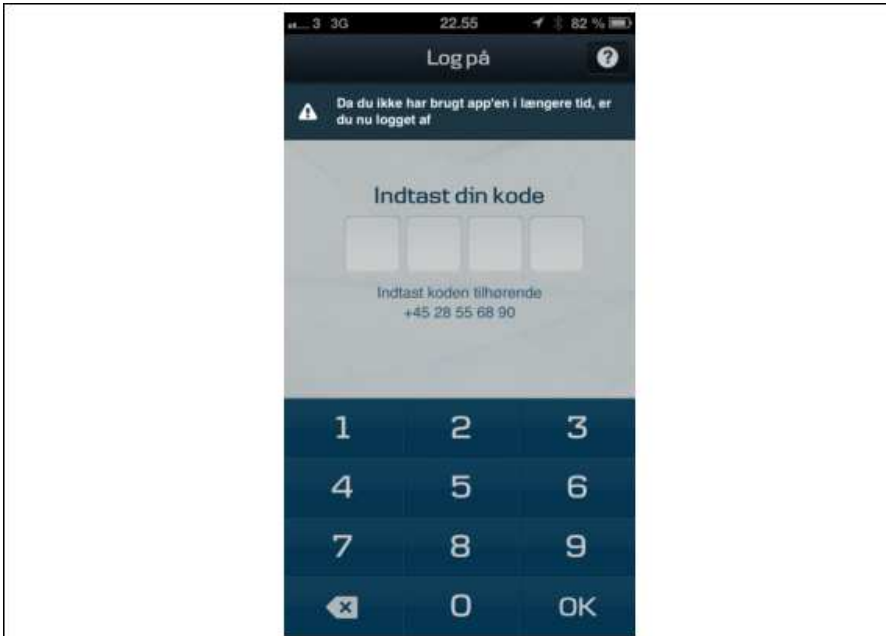 3 3G 22.55 82 %
Log på ?
Da du ikke har brugt app'en i længere tid, er
du nu logget af
Indtast din kode
Indtast koden tilhørende
+45 28 55 68 90
1 2 3
4 5 6
7 8 9
0 OK